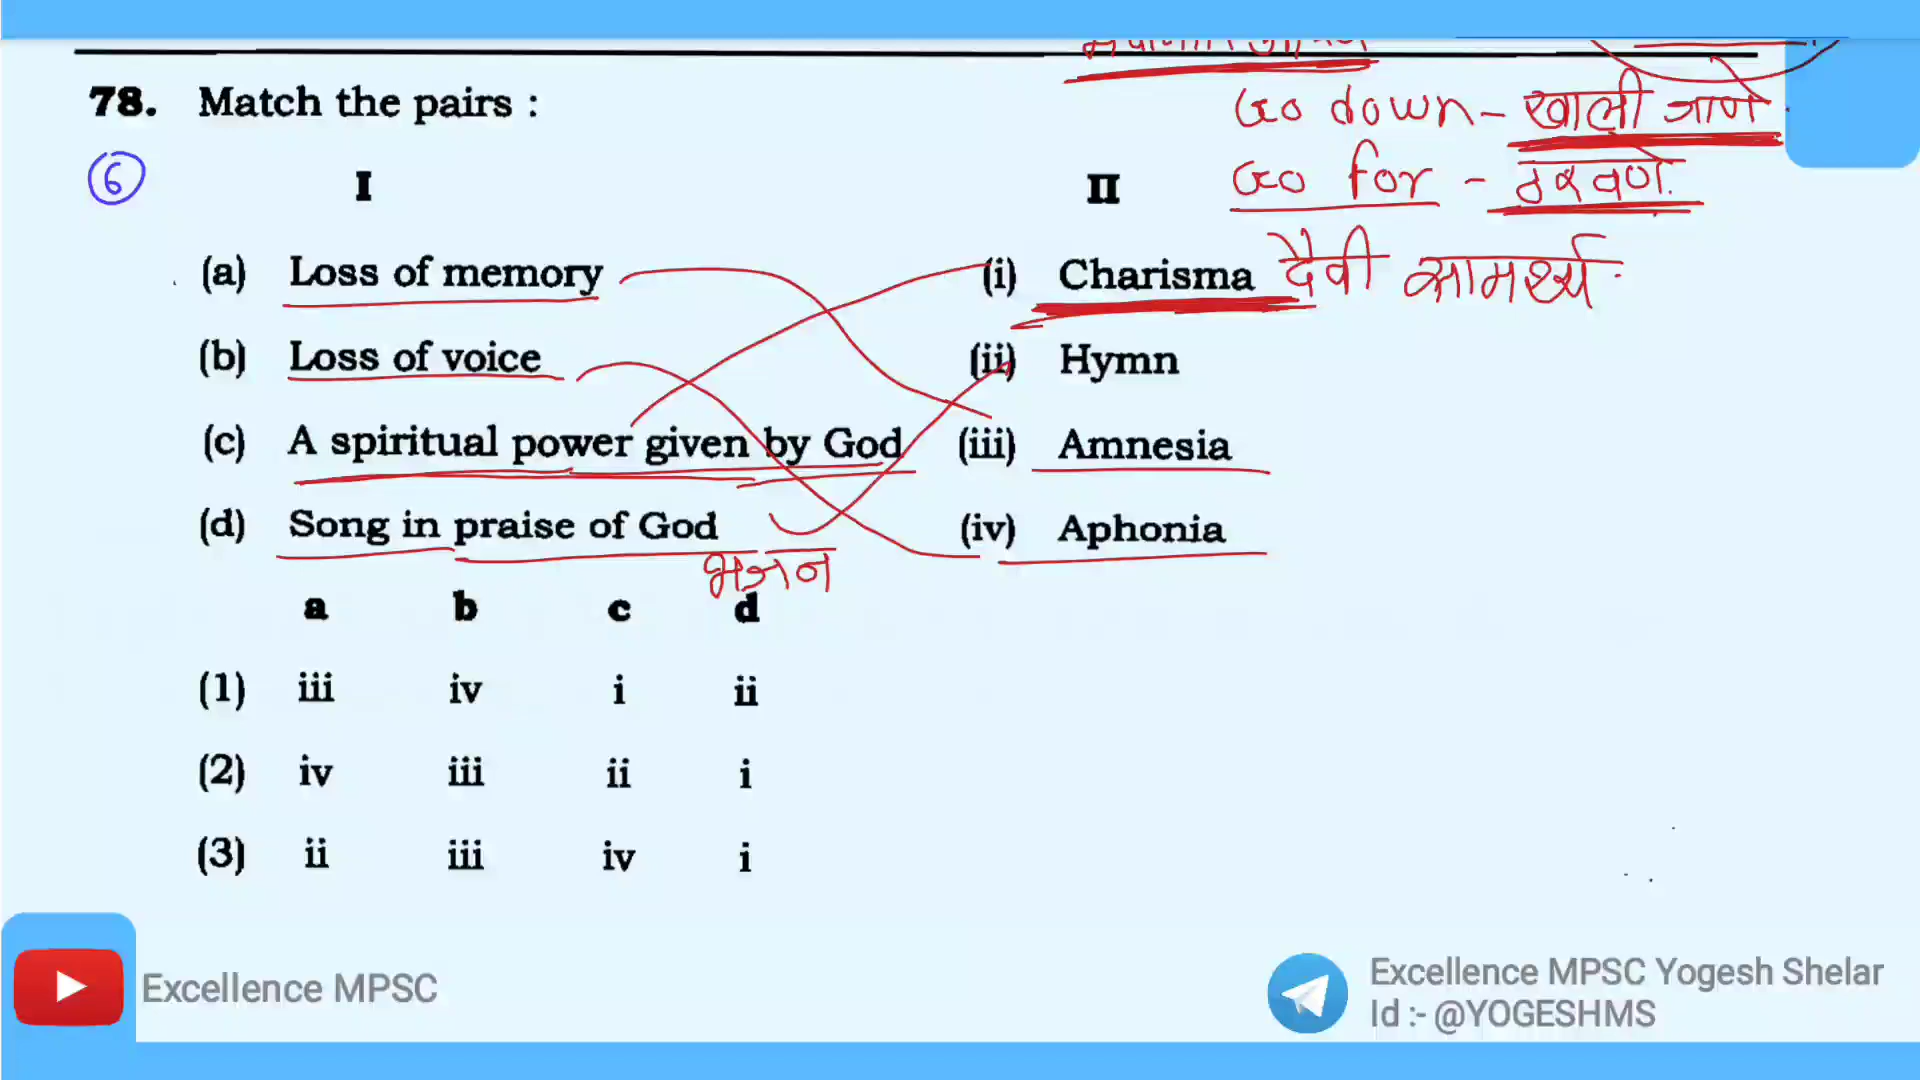 78. Match the pairs :
Go down - खाली जाणे
6 I II Go for - ठरवणे.
(a) Loss of memory (i) Charisma दैवी सामर्थ्य.
(b) Loss of voice (ii) Hymn
(c) A spiritual power given by God (iii) Amnesia
(d) Song in praise of God (iv) Aphonia
भजन
a b c d
(1) iii iv i ii
(2) iv iii ii i
(3) ii iii iv i
Excellence MPSC
Excellence MPSC Yogesh Shelar
Id :- @YOGESHMS